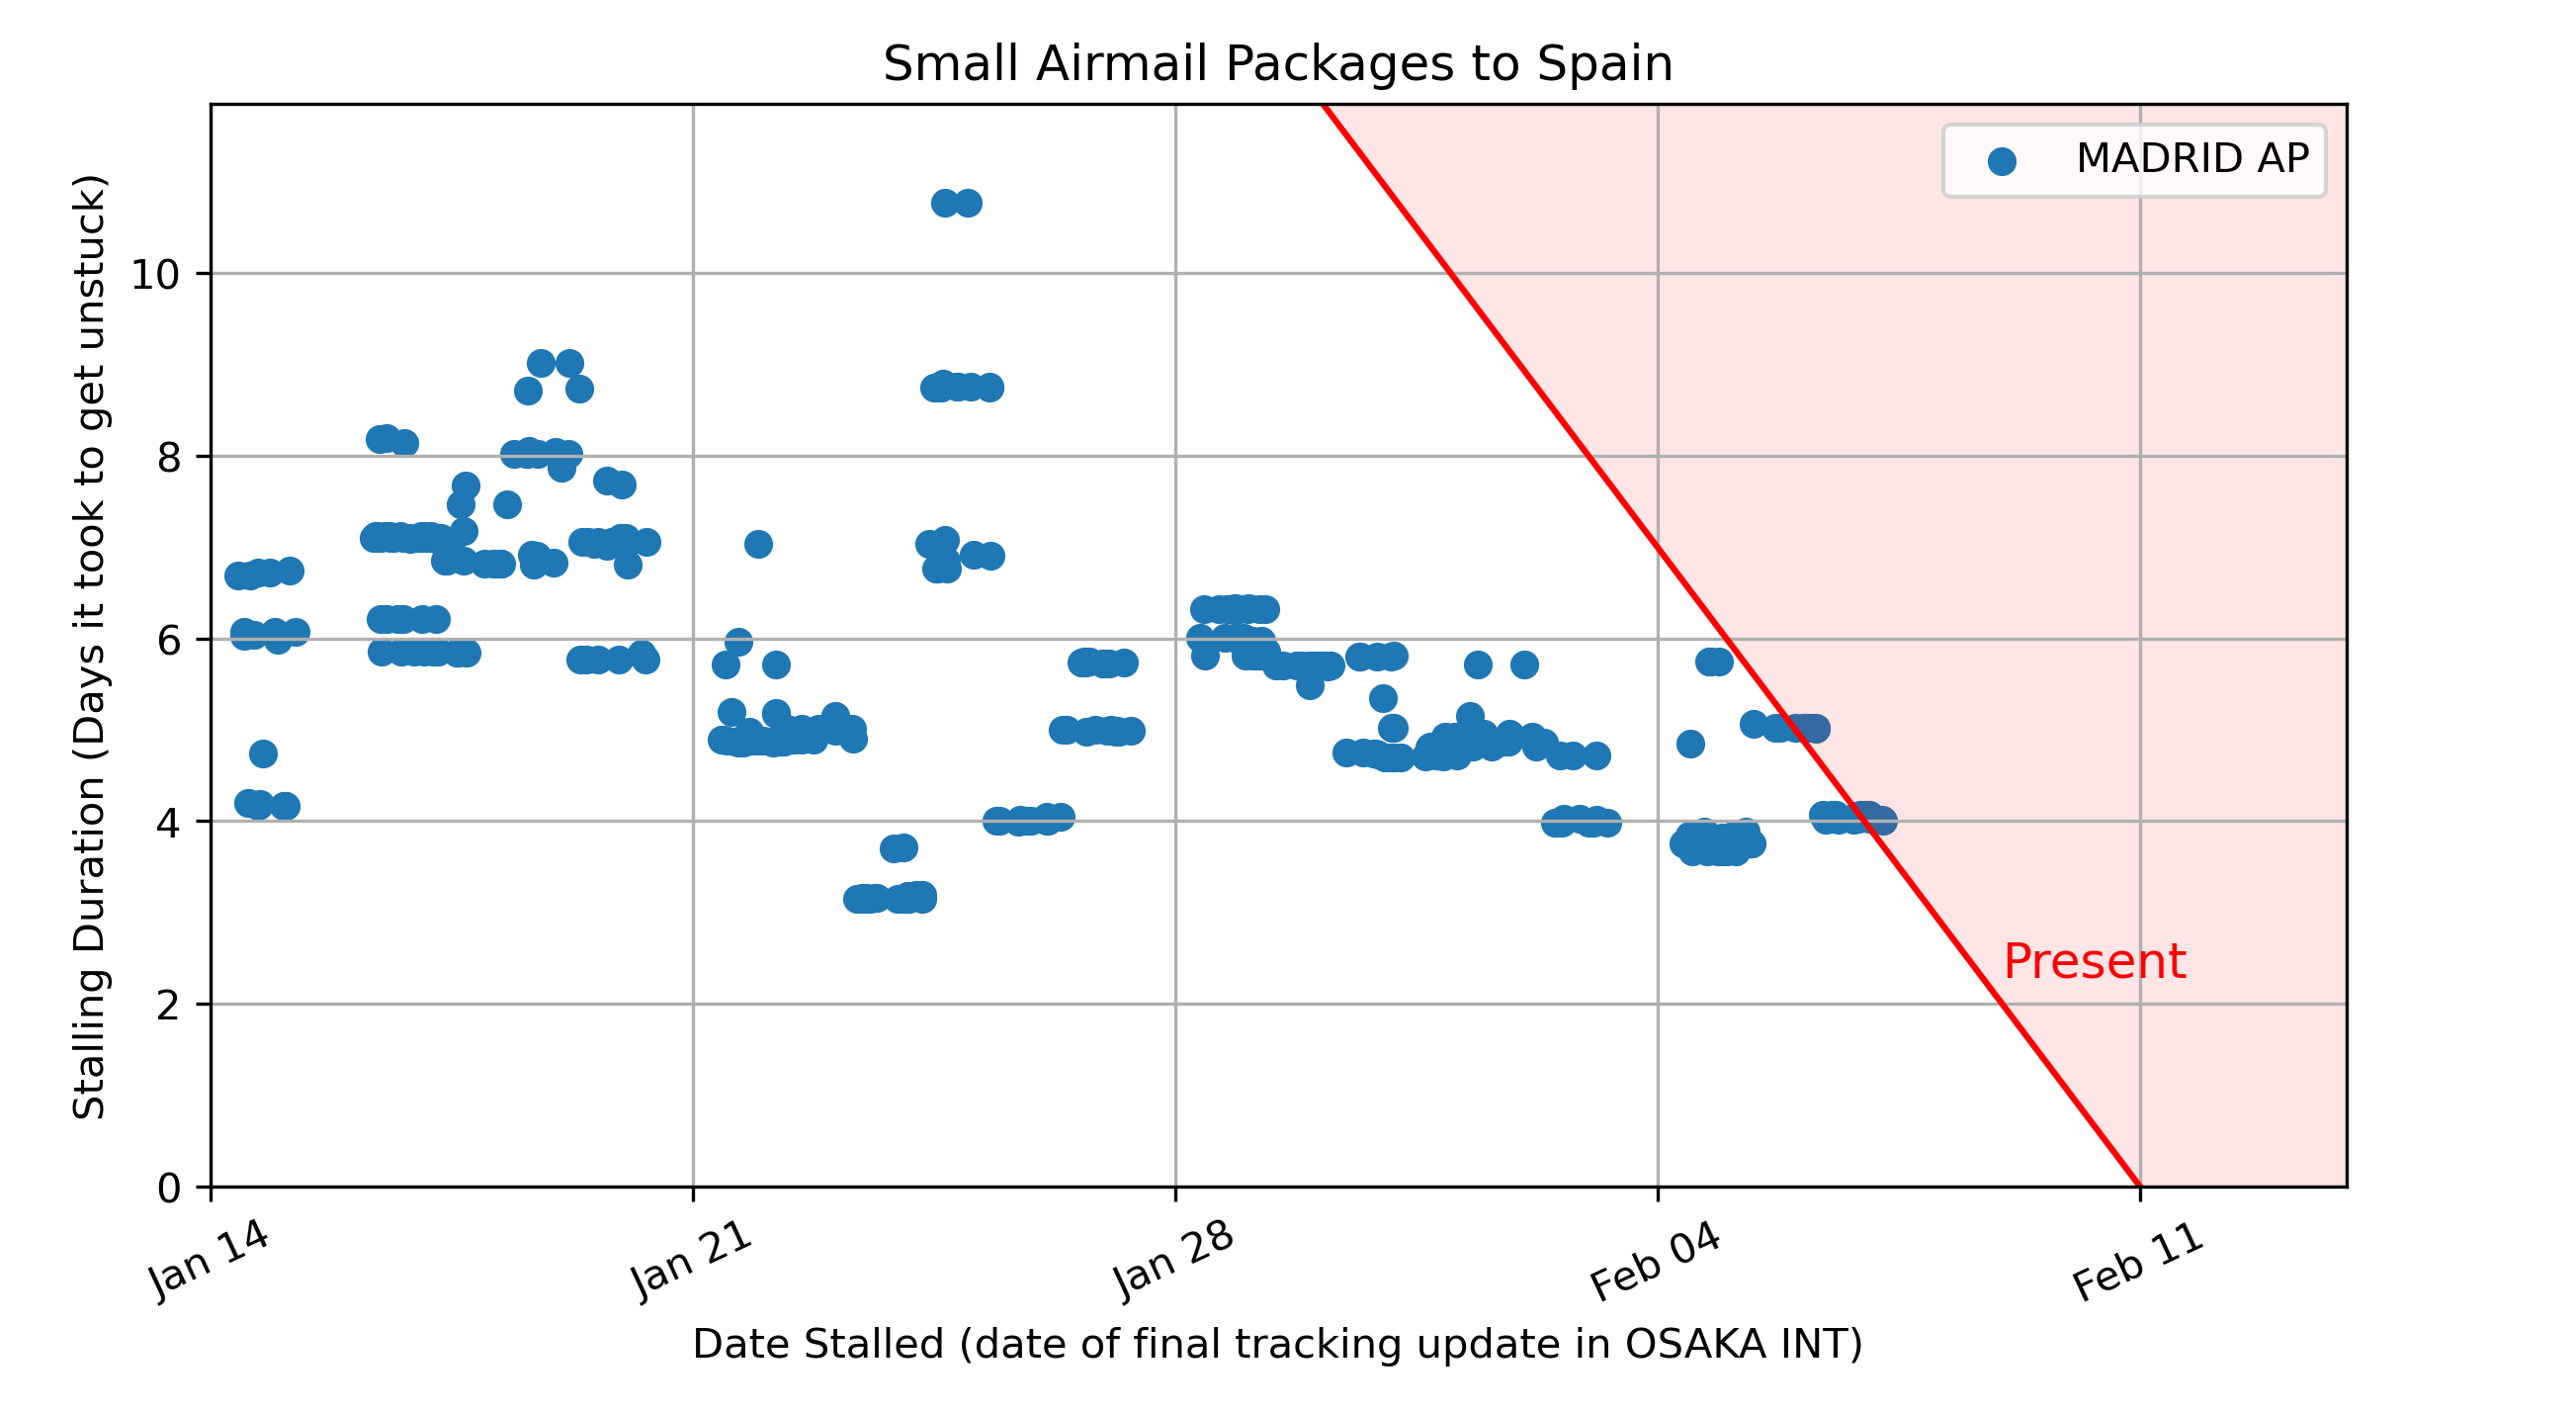 Small Airmail Packages to Spain
MADRID AP
Stalling Duration (Days it took to get unstuck)
10
8
6
4
2
0
Present
Jan 14
Jan 21
Jan 28
Feb 04
Feb 11
Date Stalled (date of final tracking update in OSAKA INT)